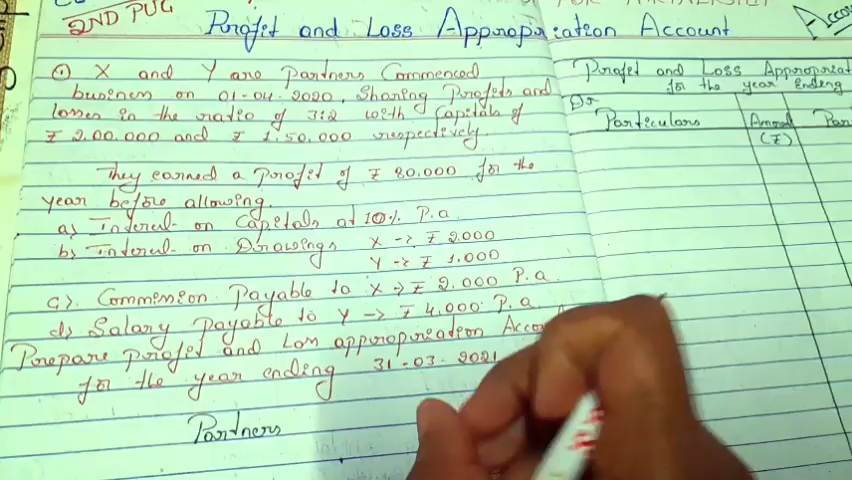 2ND PUC
Profit and Loss Appropriation Account
① X and Y are Partners Commenced
business on 01-04-2020, Sharing Profits and
losses in the ratio of 3:2 with Capitals of
₹ 2,00,000 and ₹ 1,50,000 respectively.
They earned a Profit of ₹ 80,000 for the
year before allowing.
a) Interest on Capitals at 10% P.a
b) Interest on Drawings X → ₹ 2,000
Y → ₹ 1,000
c). Commission Payable to X → ₹ 2,000 P.a
d) Salary payable to Y → ₹ 4,000 P.a
Prepare profit and Loss appropriation
for the year ending 31-03-2021
Partners
Profit and Loss
for the year Ending
Dr
Particulars
Amount
(₹)